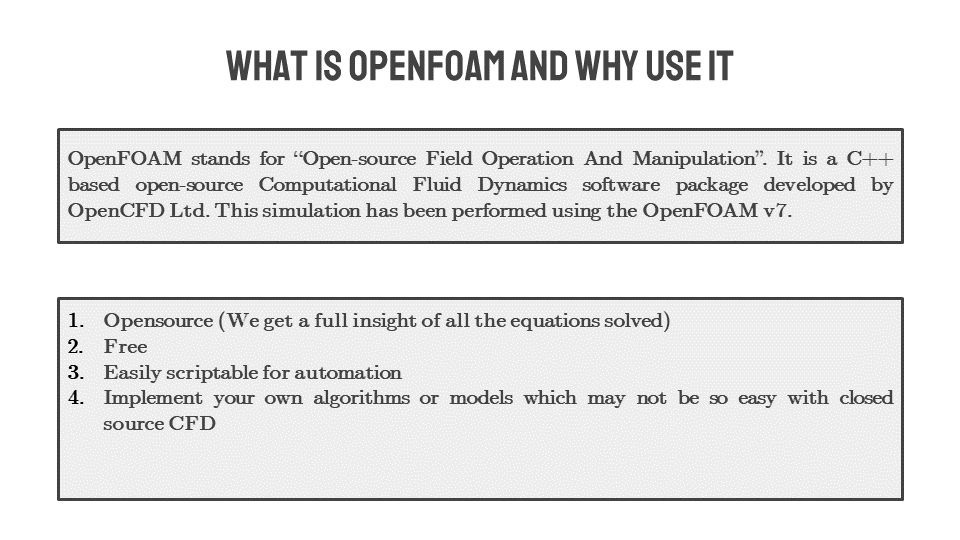 WHAT IS OPENFOAM AND WHY USE IT
OpenFOAM stands for “Open-source Field Operation And Manipulation”. It is a C++
based open-source Computational Fluid Dynamics software package developed by
OpenCFD Ltd. This simulation has been performed using the OpenFOAM v7.
1. Opensource (We get a full insight of all the equations solved)
2. Free
3. Easily scriptable for automation
4. Implement your own algorithms or models which may not be so easy with closed
source CFD